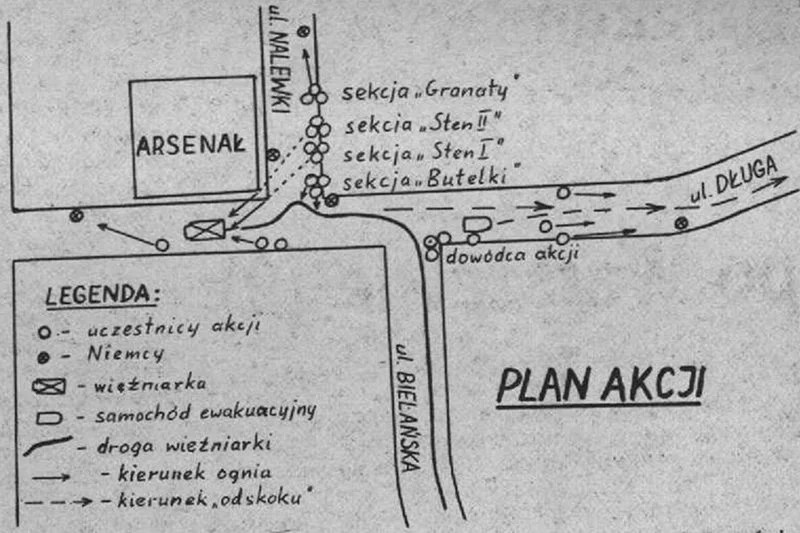 ul. NALEWKI
sekcja „Granaty"
sekcja „Sten II"
sekcja „Sten I"
sekcja „Butelki"
ARSENAŁ
ul. DŁUGA
dowódca akcji
LEGENDA:
- uczestnicy akcji
- Niemcy
- więźniarka
- samochód ewakuacyjny
- droga więźniarki
- kierunek ognia
- kierunek „odskoku"
ul. BIELAŃSKA
PLAN AKCJI